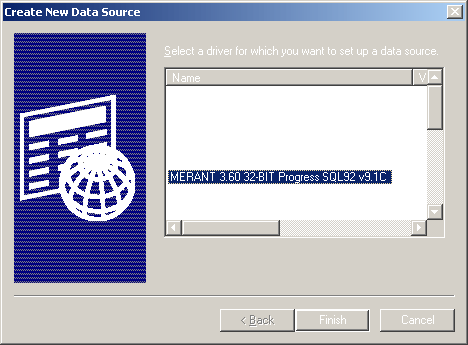 Create New Data Source
Select a driver for which you want to set up a data source.
Name V
MERANT 3.60 32-BIT Progress SQL92 v9.1C
< Back Finish Cancel